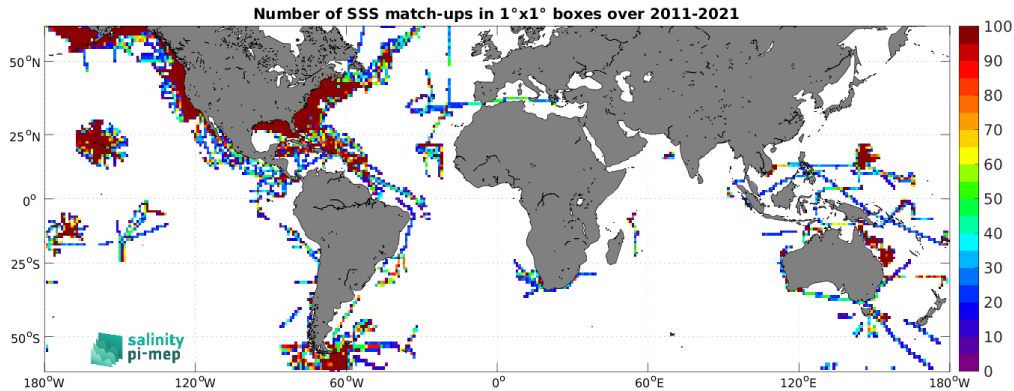 Number of SSS match-ups in 1°x1° boxes over 2011-2021
50°N
25°N
0°
25°S
50°S
180°W
120°W
60°W
0°
60°E
120°E
180°W
100
90
80
70
60
50
40
30
20
10
0
salinity
pi-mep